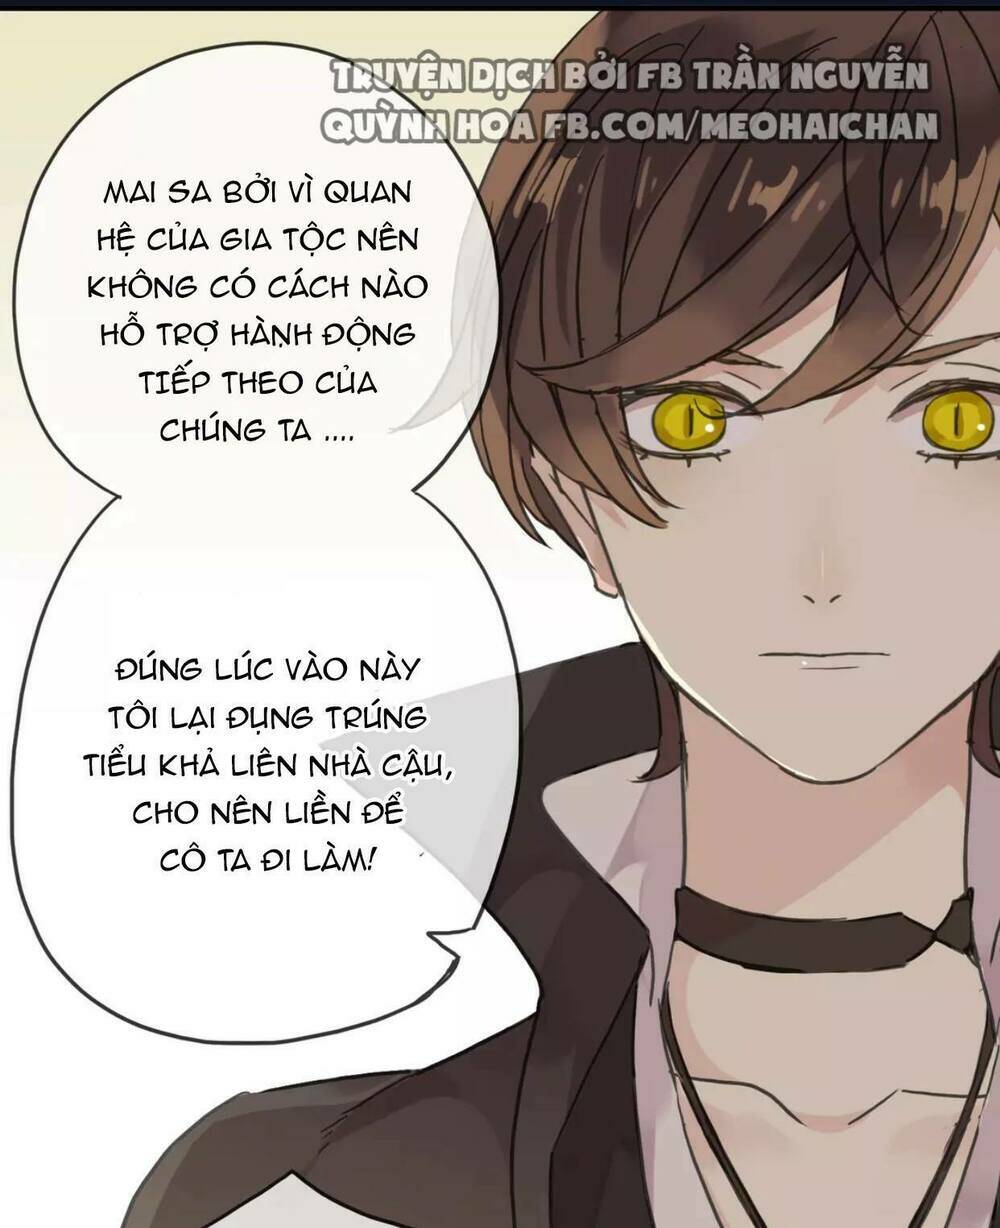 TRUYỆN DỊCH BỞI FB TRẦN NGUYỄN
QUỲNH HOA FB.COM/MEOHAICHAN
MAI SA BỞI VÌ QUAN
HỆ CỦA GIA TỘC NÊN
KHÔNG CÓ CÁCH NÀO
HỖ TRỢ HÀNH ĐỘNG
TIẾP THEO CỦA
CHÚNG TA ....
ĐÚNG LÚC VÀO NÀY
TÔI LẠI ĐỤNG TRÚNG
TIỂU KHẢ LIÊN NHÀ CẬU,
CHO NÊN LIỀN ĐỂ
CÔ TA ĐI LÀM!